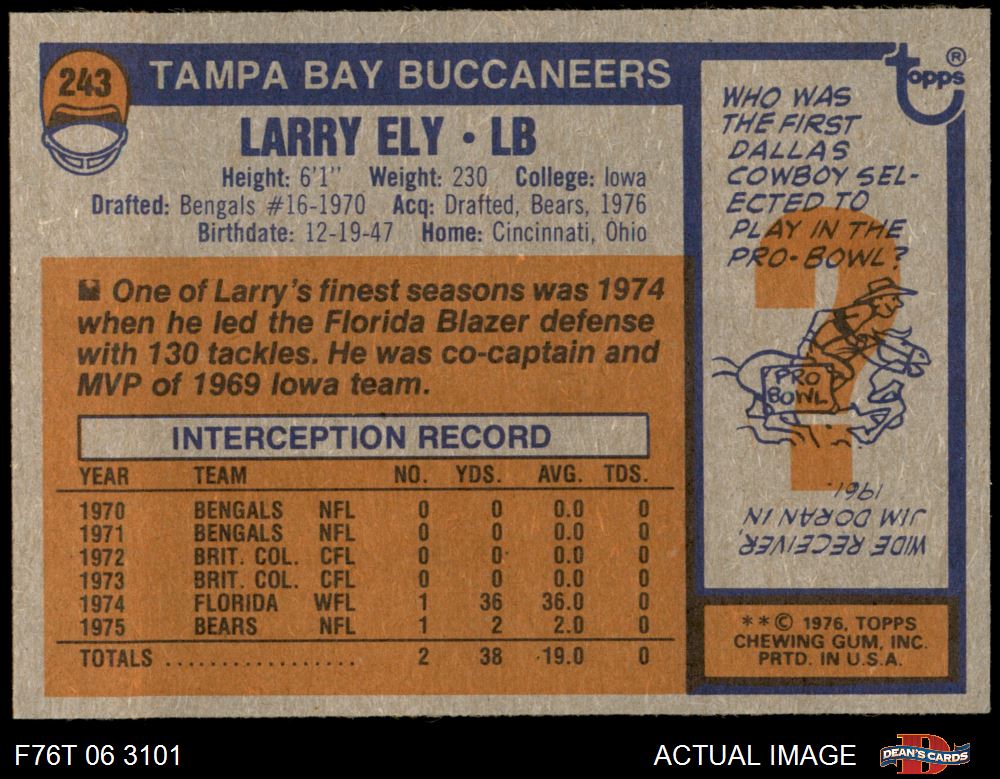 243
TAMPA BAY BUCCANEERS
LARRY ELY • LB
Height: 6'1" Weight: 230 College: Iowa
Drafted: Bengals #16-1970 Acq: Drafted, Bears, 1976
Birthdate: 12-19-47 Home: Cincinnati, Ohio
One of Larry's finest seasons was 1974
when he led the Florida Blazer defense
with 130 tackles. He was co-captain and
MVP of 1969 Iowa team.
INTERCEPTION RECORD
YEAR TEAM NO. YDS. AVG. TDS.
1970 BENGALS NFL 0 0 0.0 0
1971 BENGALS NFL 0 0 0.0 0
1972 BRIT. COL. CFL 0 0 0.0 0
1973 BRIT. COL. CFL 0 0 0.0 0
1974 FLORIDA WFL 1 36 36.0 0
1975 BEARS NFL 1 2 2.0 0
TOTALS .................. 2 38 19.0 0
topps ®
WHO WAS
THE FIRST
DALLAS
COWBOY SEL-
ECTED TO
PLAY IN THE
PRO-BOWL?
?
PRO
BOWL
WIDE RECEIVER,
JIM DORAN IN
1961.
**© 1976, TOPPS
CHEWING GUM, INC.
PRTD. IN U.S.A.
F76T 06 3101
ACTUAL IMAGE
D
DEAN'S CARDS